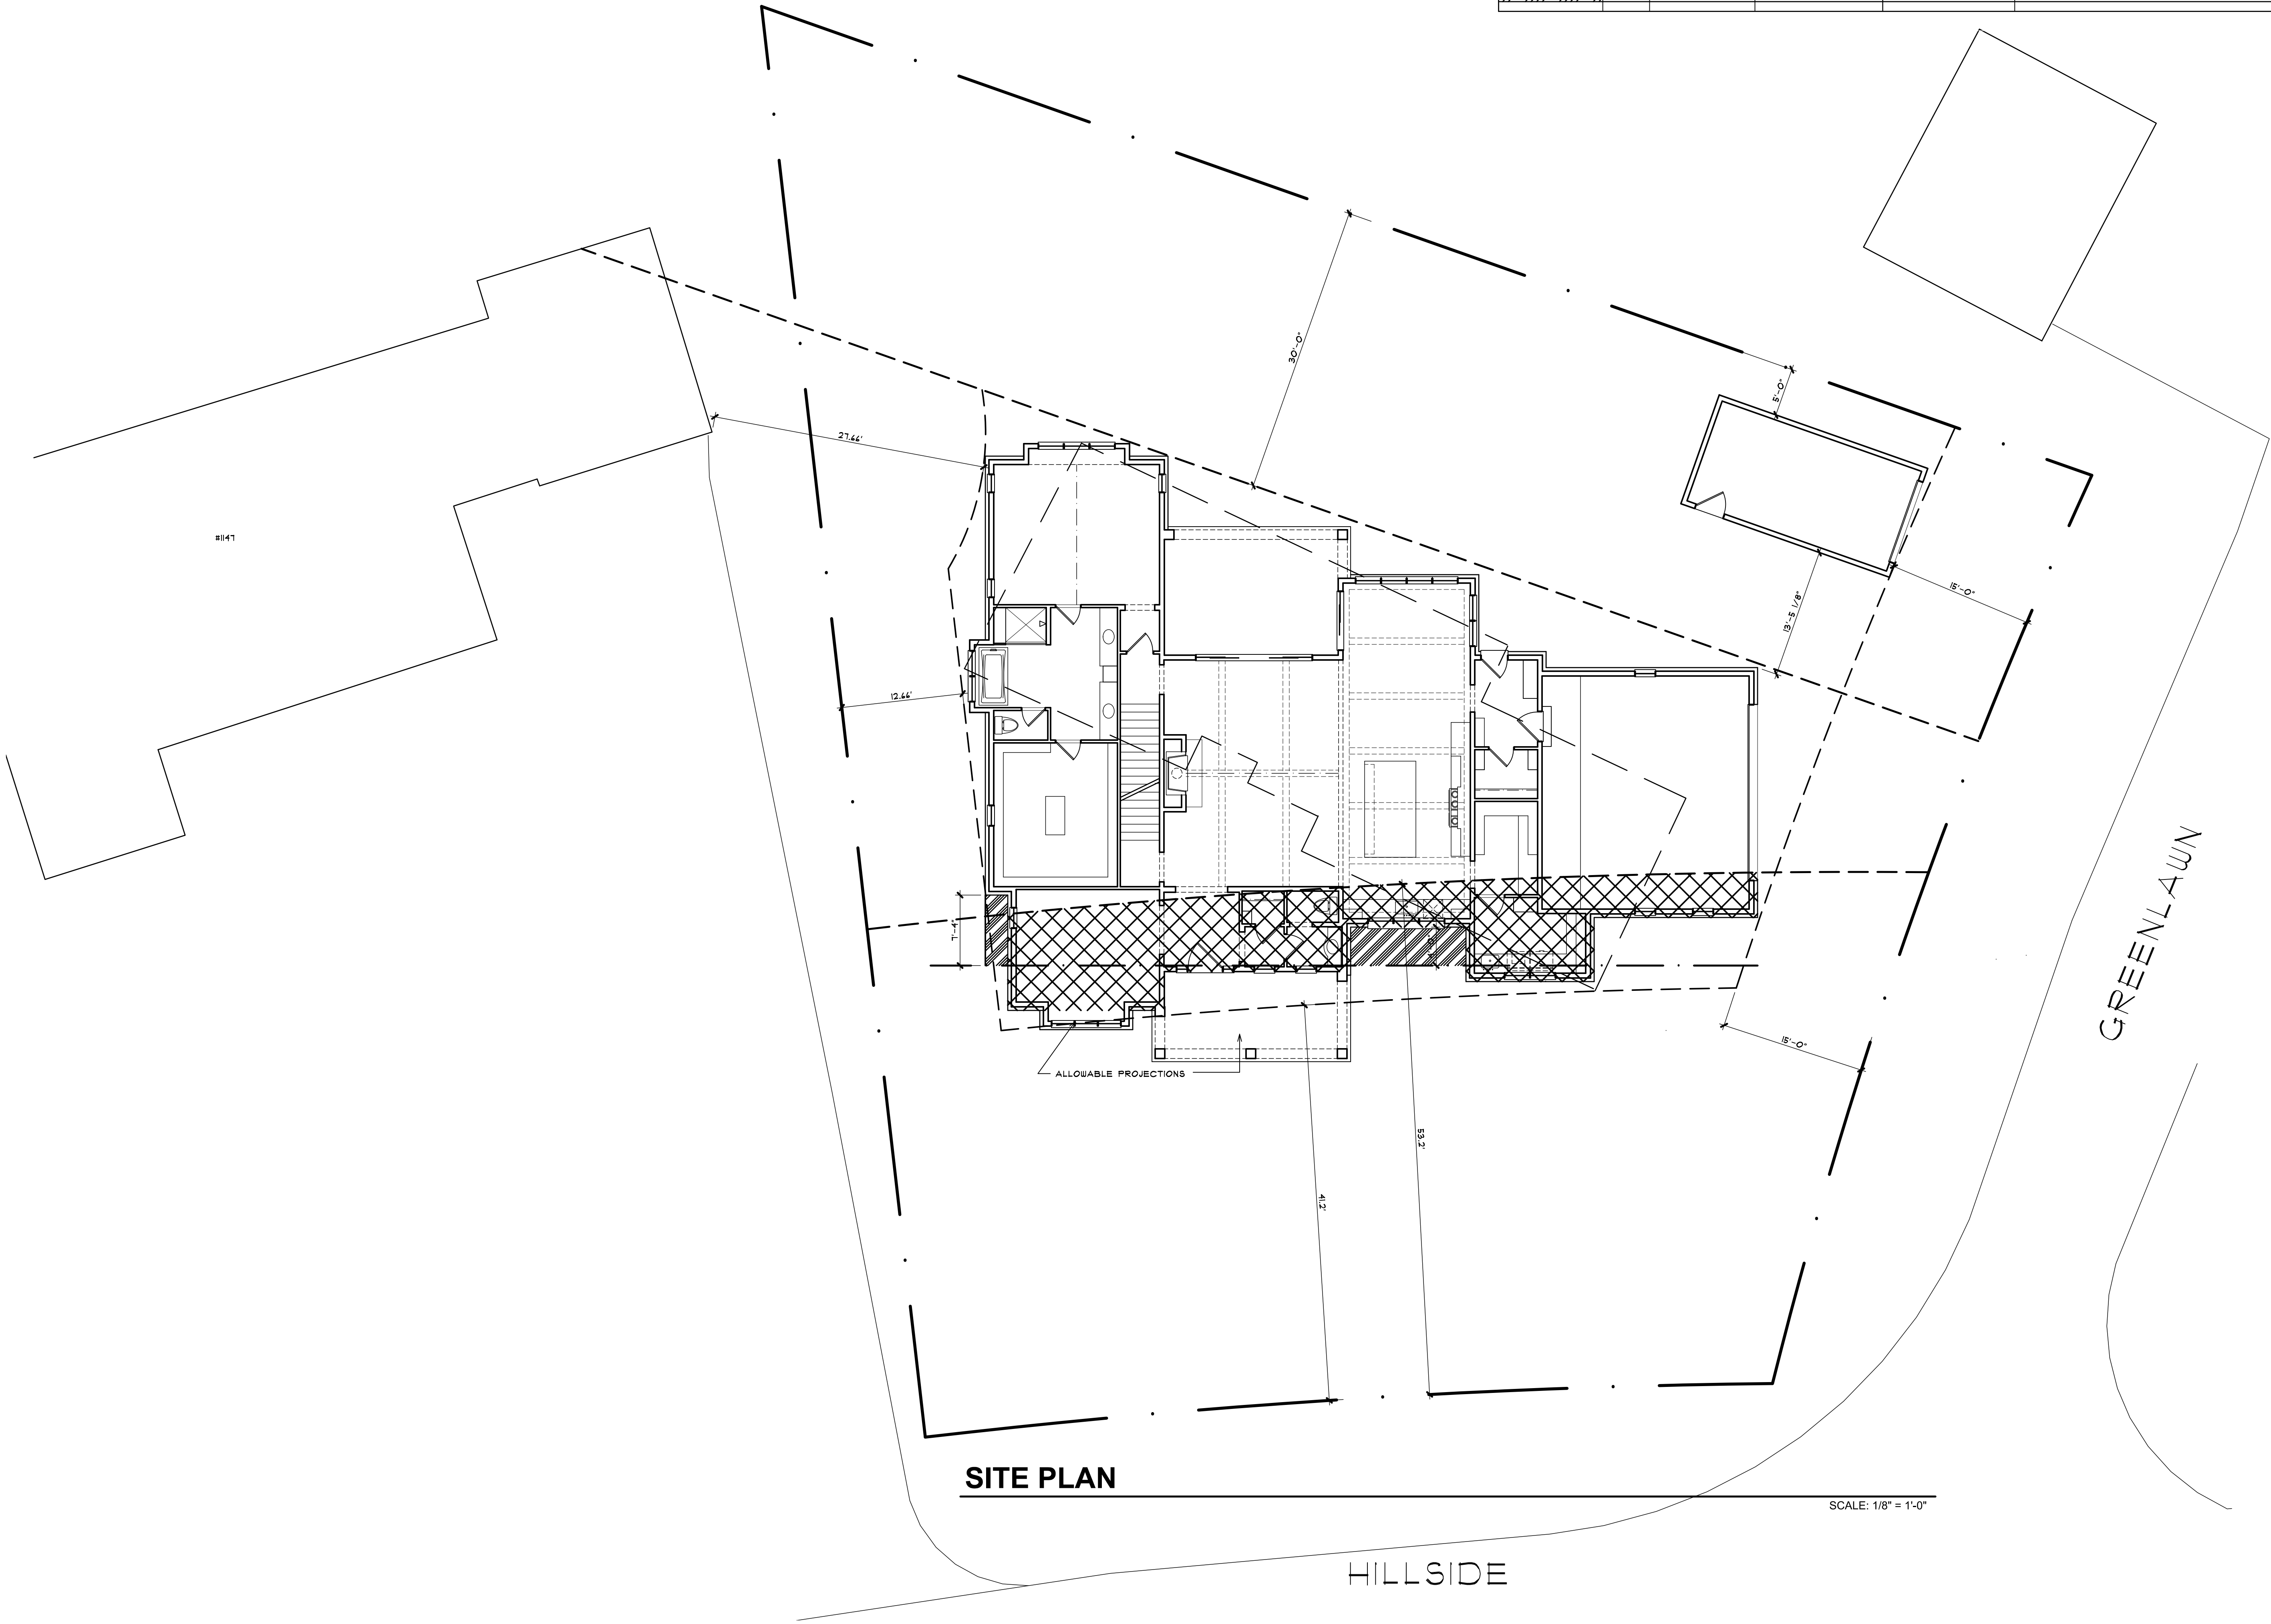 30'-0"
5'-0"
27.66'
#1147
15'-0"
13'-5 1/8"
12.66'
GREENLAWN
7'-4"
15'-0"
ALLOWABLE PROJECTIONS
53.2'
41.2'
SITE PLAN
SCALE: 1/8" = 1'-0"
HILLSIDE